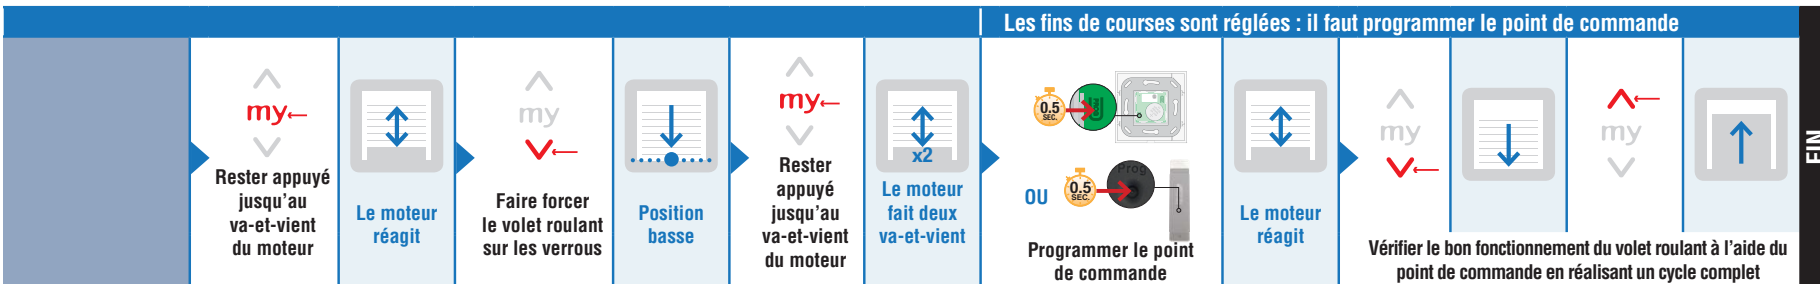 Les fins de courses sont réglées : il faut programmer le point de commande
my
Rester appuyé
jusqu'au
va-et-vient
du moteur
Le moteur
réagit
my
Faire forcer
le volet roulant
sur les verrous
Position
basse
my
Rester
appuyé
jusqu'au
va-et-vient
du moteur
x2
Le moteur
fait deux
va-et-vient
0.5
SEC.
OU
0.5
SEC.
Prog
Programmer le point
de commande
Le moteur
réagit
my
my
Vérifier le bon fonctionnement du volet roulant à l'aide du
point de commande en réalisant un cycle complet
FIN